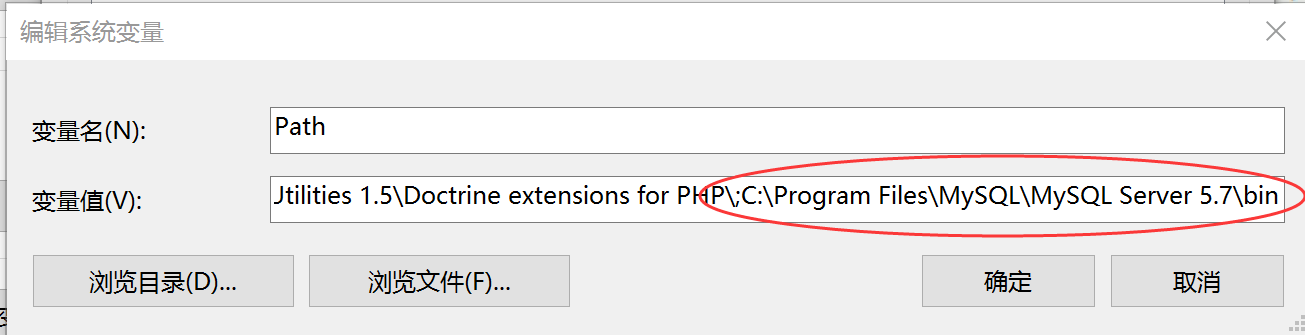 编辑系统变量
变量名(N):
Path
变量值(V):
Jtilities 1.5\Doctrine extensions for PHP\;C:\Program Files\MySQL\MySQL Server 5.7\bin
浏览目录(D)...
浏览文件(F)...
确定
取消